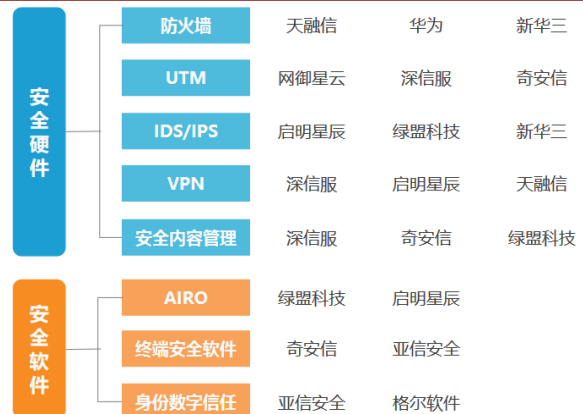 安全硬件
防火墙 天融信 华为 新华三
UTM 网御星云 深信服 奇安信
IDS/IPS 启明星辰 绿盟科技 新华三
VPN 深信服 启明星辰 天融信
安全内容管理 深信服 奇安信 绿盟科技
安全软件
AIRO 绿盟科技 启明星辰
终端安全软件 奇安信 亚信安全
身份数字信任 亚信安全 格尔软件